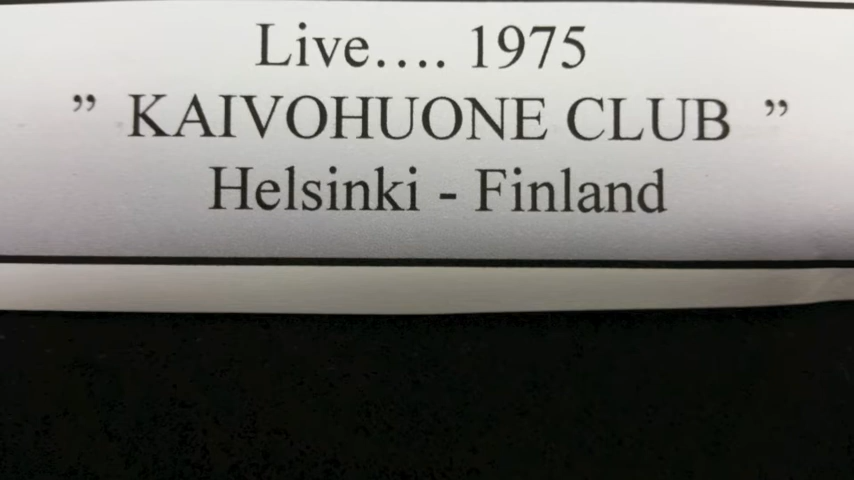 Live.... 1975
” KAIVOHUONE CLUB ”
Helsinki - Finland